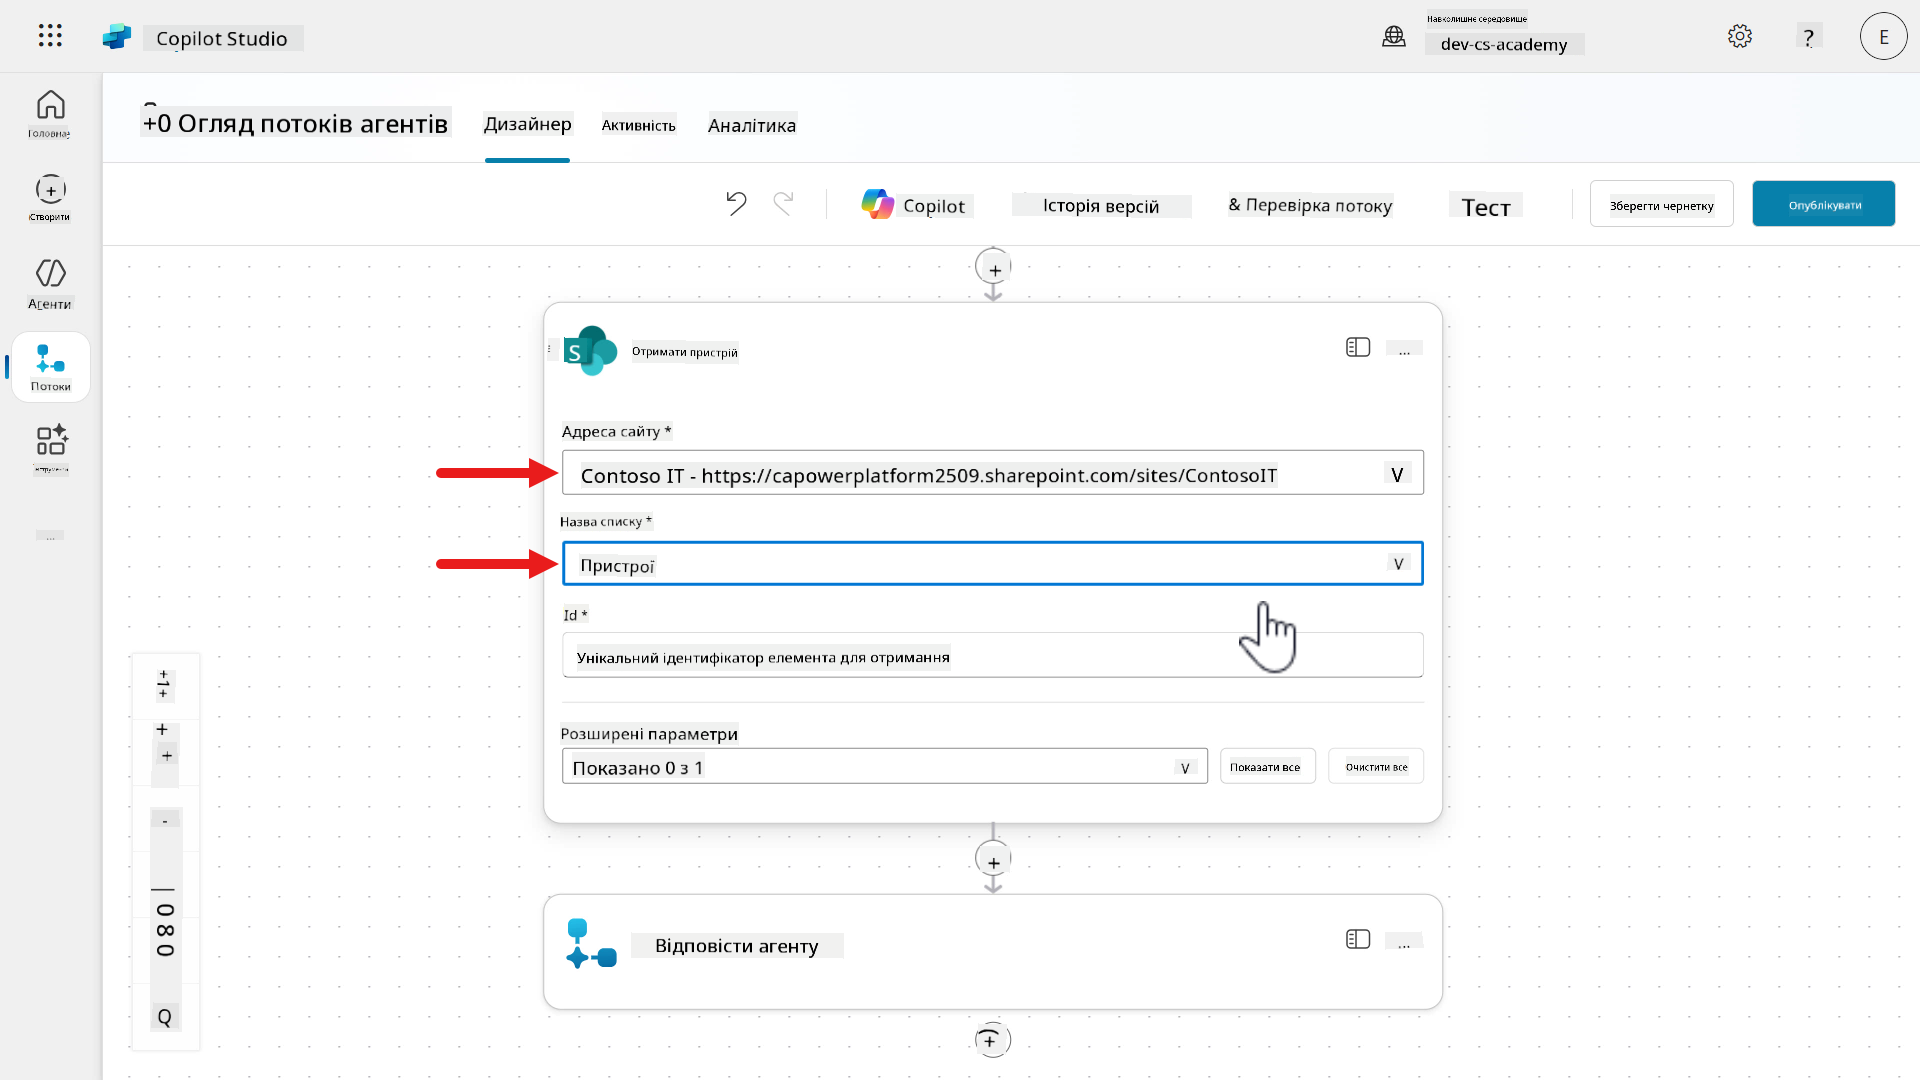 Copilot Studio
Навколишнє середовище
dev-cs-academy
?
E
+0 Огляд потоків агентів
Дизайнер
Активність
Аналітика
Головнау
Створити
Агенти
Потоки
...
Copilot
Історія версій
& Перевірка потоку
Тест
Зберегти чернетку
Опублікувати
+
S
Отримати пристрій
...
Адреса сайту *
Contoso IT - https://capowerplatform2509.sharepoint.com/sites/ContosoIT
V
Назва списку *
Пристрої
V
Id *
Унікальний ідентифікатор елемента для отримання
Розширені параметри
Показано 0 з 1
V
Показати все
Очистити все
+
Відповісти агенту
...
+
+1+
+
+
-
| 080
Q